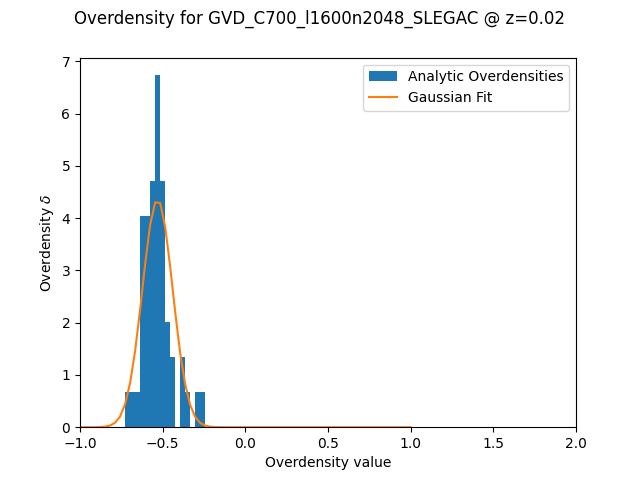 Overdensity for GVD_C700_l1600n2048_SLEGAC @ z=0.02
Analytic Overdensities
Gaussian Fit
Overdensity δ
7
6
5
4
3
2
1
0
−1.0 −0.5 0.0 0.5 1.0 1.5 2.0
Overdensity value